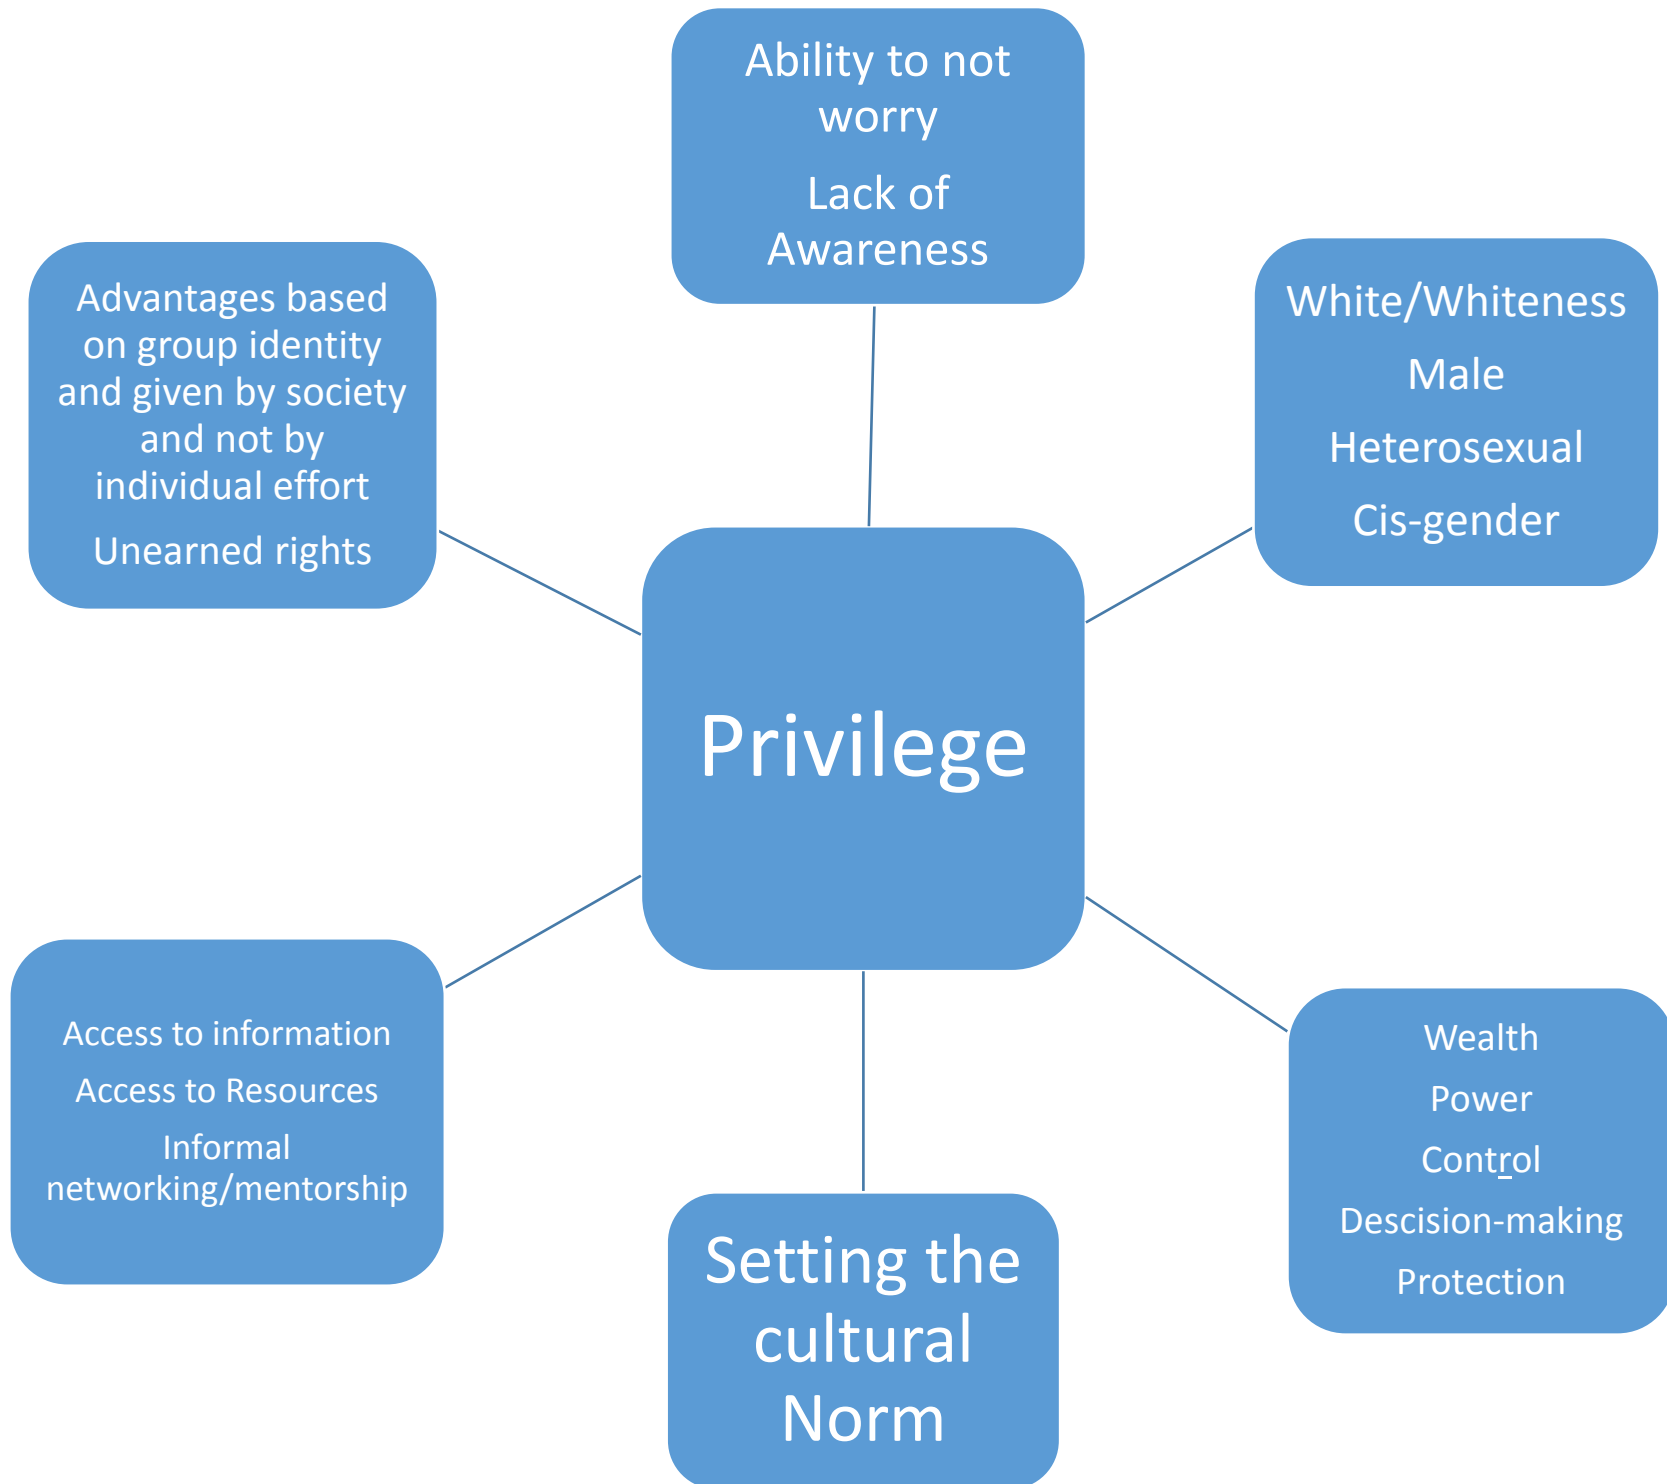 Ability to not
worry
Lack of
Awareness
White/Whiteness
Male
Heterosexual
Cis-gender
Advantages based
on group identity
and given by society
and not by
individual effort
Unearned rights
Privilege
Access to information
Access to Resources
Informal
networking/mentorship
Wealth
Power
Control
Descision-making
Protection
Setting the
cultural
Norm